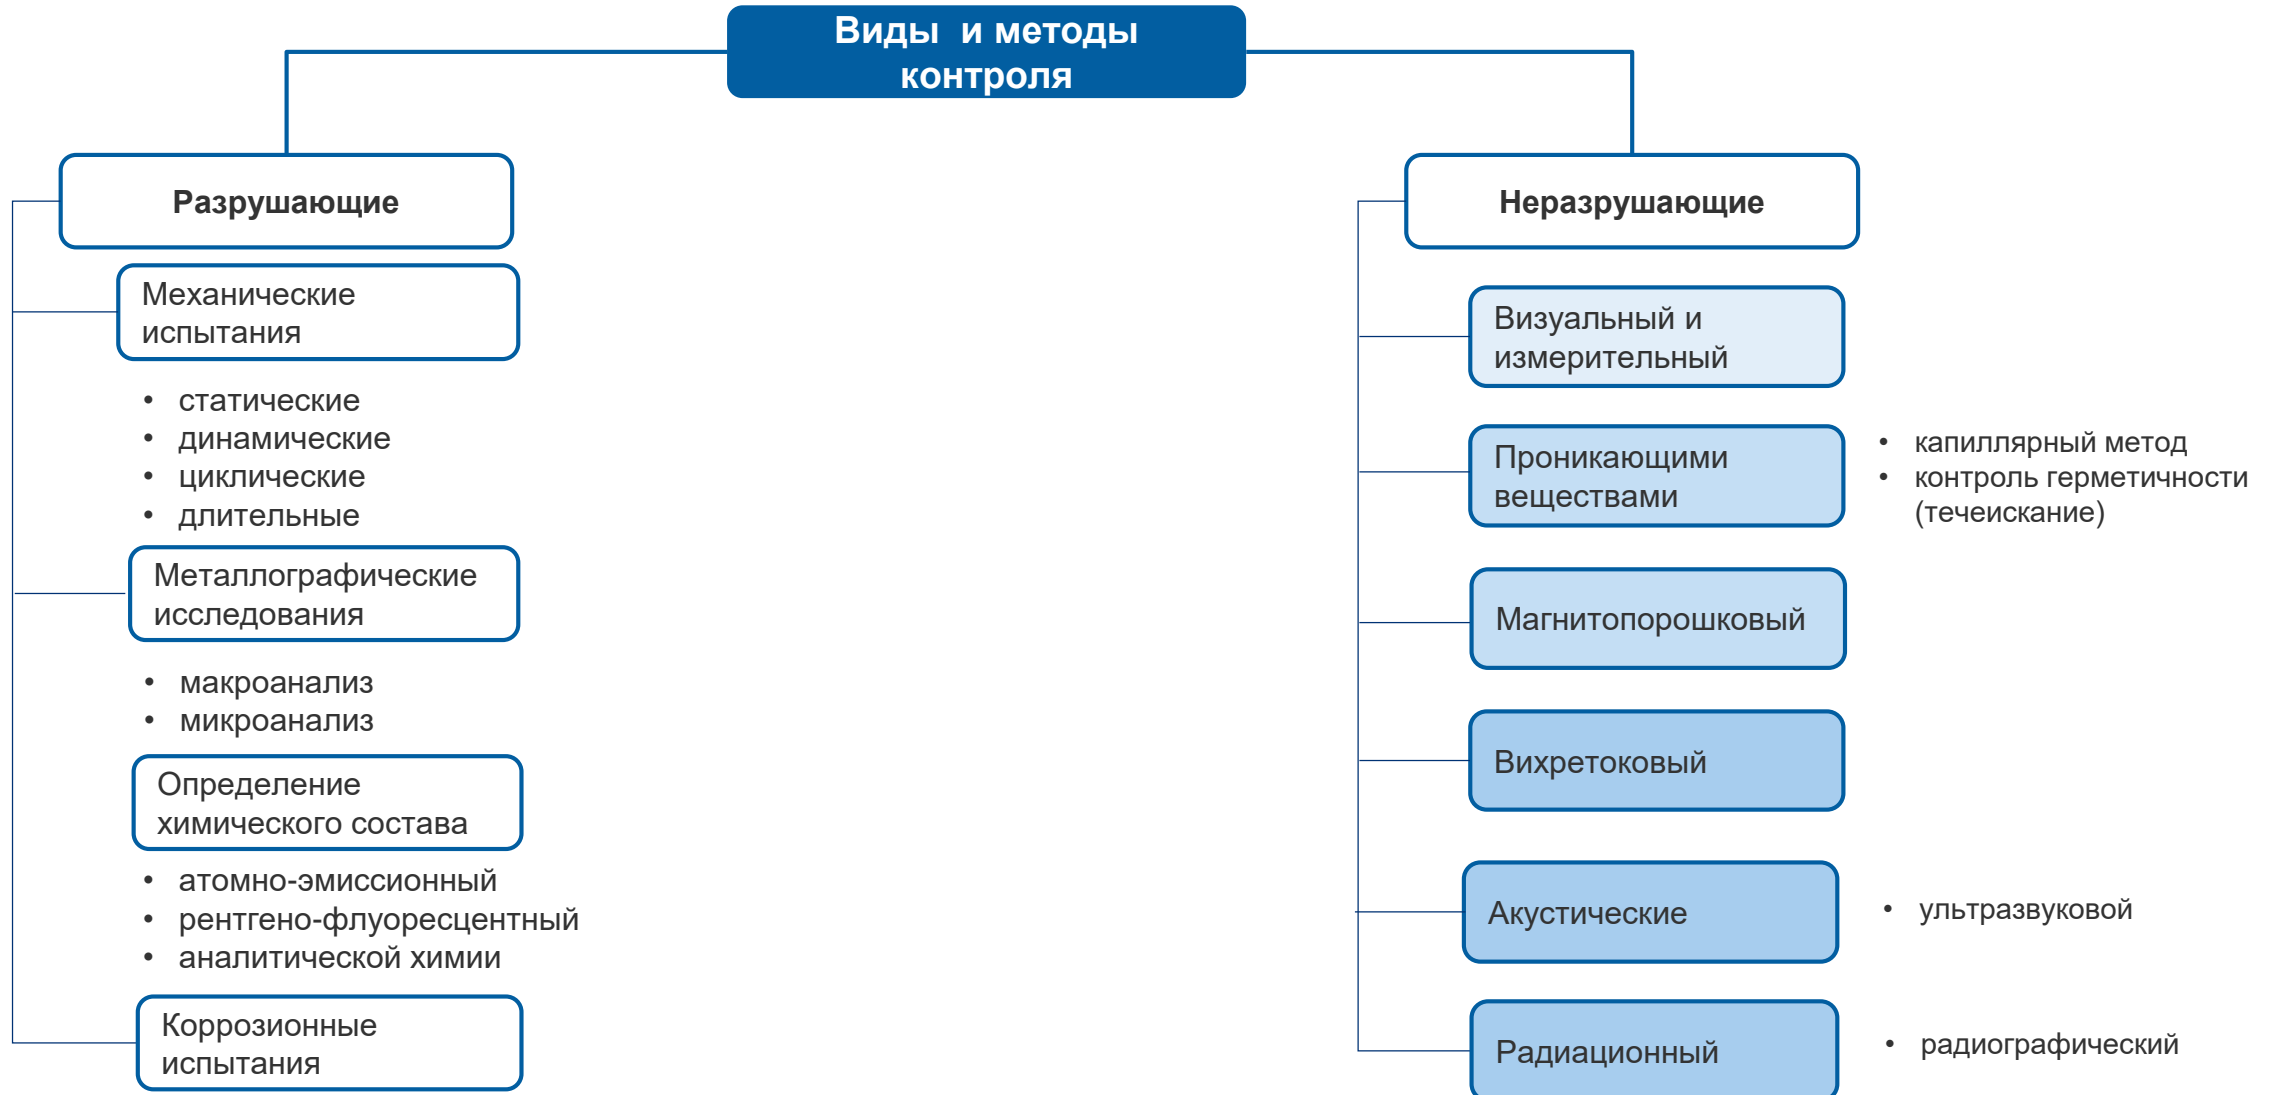 Виды и методы
контроля
Разрушающие
Механические
испытания
• статические
• динамические
• циклические
• длительные
Металлографические
исследования
• макроанализ
• микроанализ
Определение
химического состава
• атомно-эмиссионный
• рентгено-флуоресцентный
• аналитической химии
Коррозионные
испытания
Неразрушающие
Визуальный и
измерительный
Проникающими
веществами
• капиллярный метод
• контроль герметичности
(течеискание)
Магнитопорошковый
Вихретоковый
Акустические
• ультразвуковой
Радиационный
• радиографический